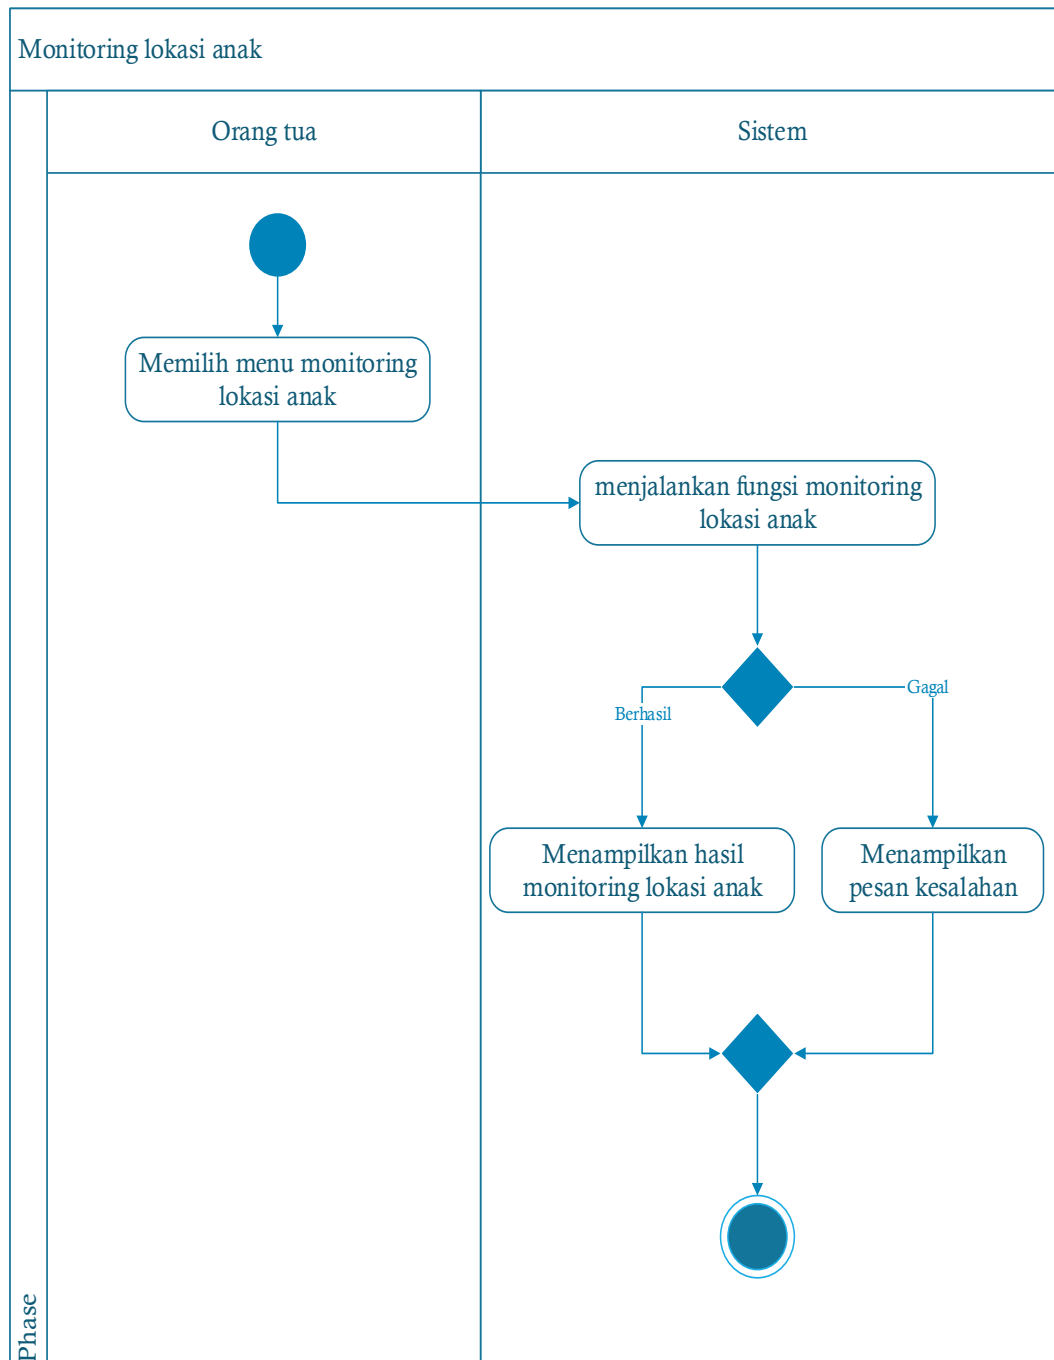 Monitoring lokasi anak
Orang tua
Sistem
Memilih menu monitoring
lokasi anak
menjalankan fungsi monitoring
lokasi anak
Gagal
Berhasil
Menampilkan hasil
monitoring lokasi anak
Menampilkan
pesan kesalahan
Phase